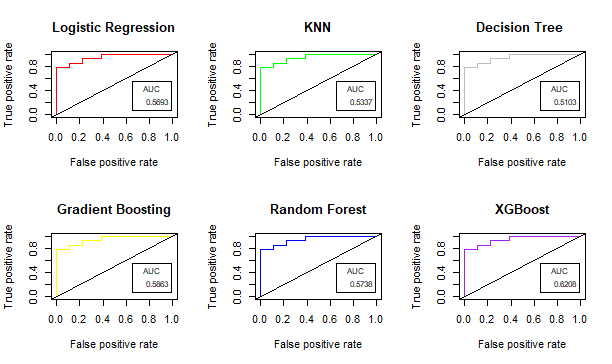 Logistic Regression
True positive rate
0.0 0.4 0.8
AUC
0.5693
0.0 0.2 0.4 0.6 0.8 1.0
False positive rate
KNN
True positive rate
0.0 0.4 0.8
AUC
0.5337
0.0 0.2 0.4 0.6 0.8 1.0
False positive rate
Decision Tree
True positive rate
0.0 0.4 0.8
AUC
0.5103
0.0 0.2 0.4 0.6 0.8 1.0
False positive rate
Gradient Boosting
True positive rate
0.0 0.4 0.8
AUC
0.5863
0.0 0.2 0.4 0.6 0.8 1.0
False positive rate
Random Forest
True positive rate
0.0 0.4 0.8
AUC
0.5738
0.0 0.2 0.4 0.6 0.8 1.0
False positive rate
XGBoost
True positive rate
0.0 0.4 0.8
AUC
0.6208
0.0 0.2 0.4 0.6 0.8 1.0
False positive rate